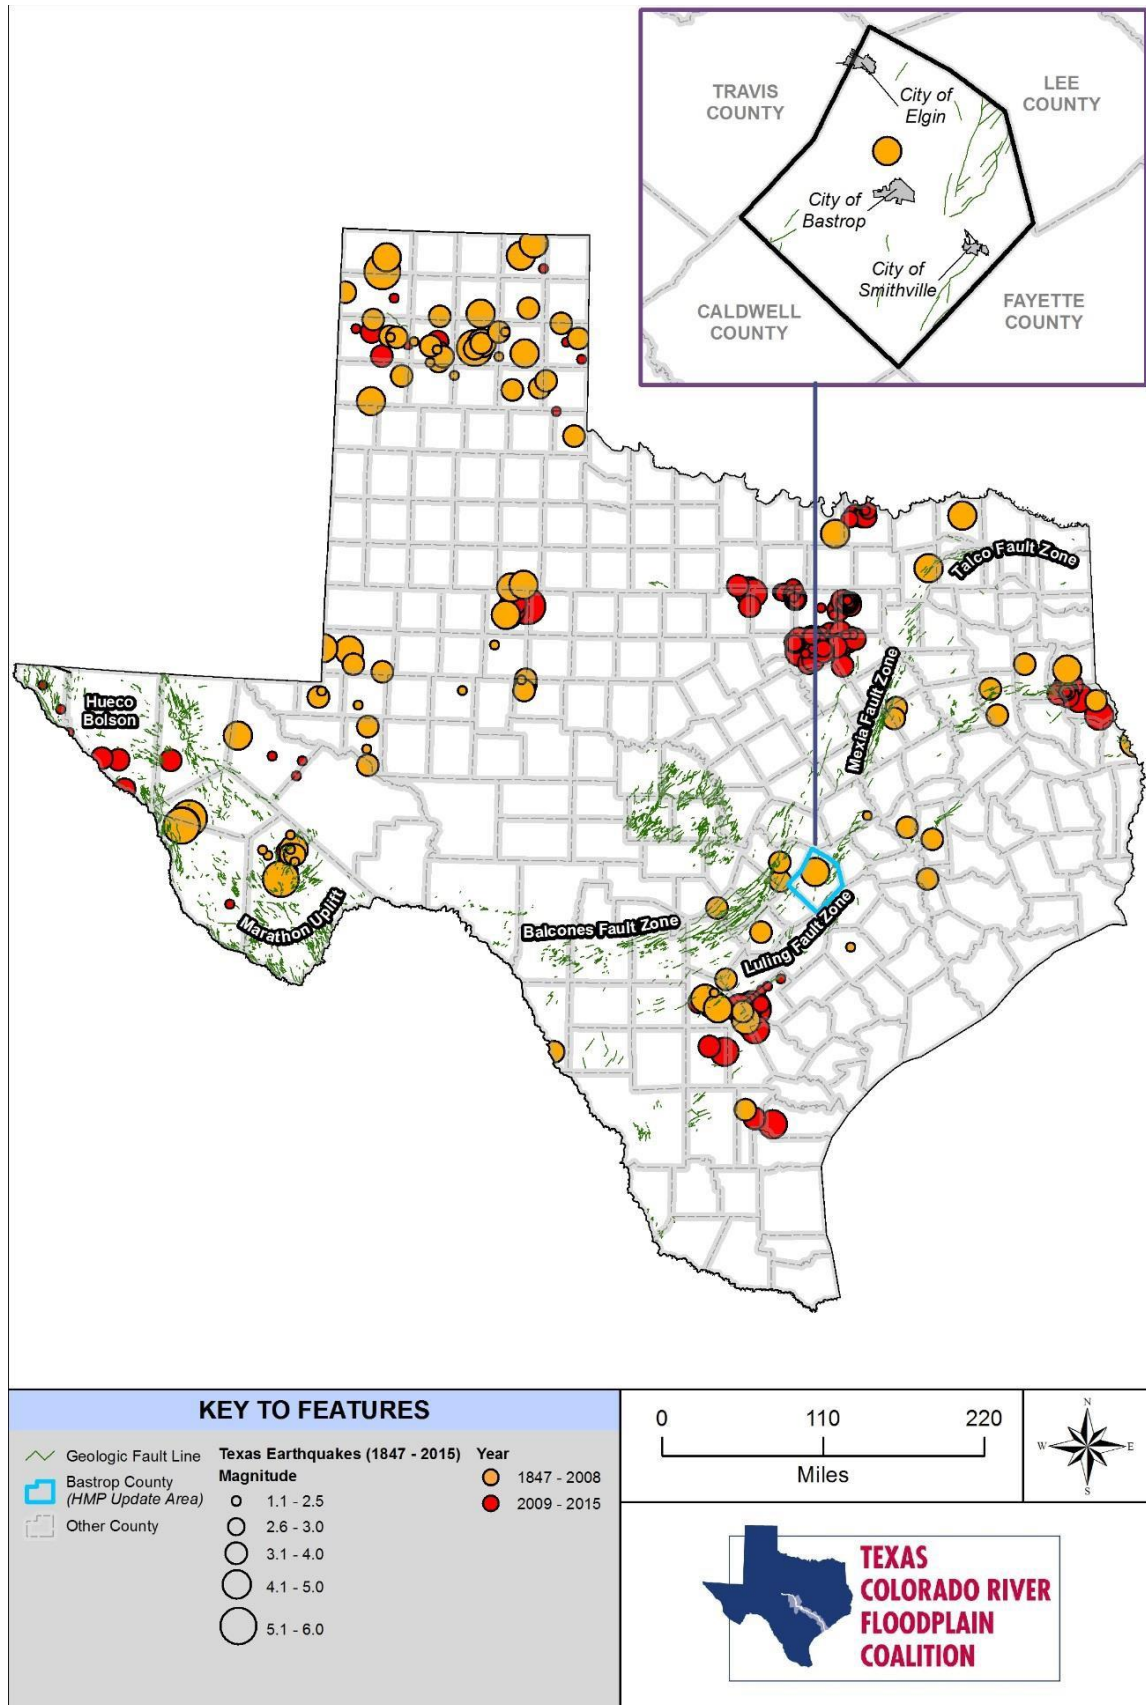 TRAVIS
COUNTY
LEE
COUNTY
City of
Elgin
City of
Bastrop
City of
Smithville
CALDWELL
COUNTY
FAYETTE
COUNTY
Talco Fault Zone
Mexia Fault Zone
Hueco
Bolson
Marathon Uplift
Balcones Fault Zone
Luling Fault Zone
KEY TO FEATURES
Geologic Fault Line
Bastrop County
(HMP Update Area)
Other County
Texas Earthquakes (1847 - 2015)
Magnitude
1.1 - 2.5
2.6 - 3.0
3.1 - 4.0
4.1 - 5.0
5.1 - 6.0
Year
1847 - 2008
2009 - 2015
0 110 220
Miles
N
W E
S
TEXAS
COLORADO RIVER
FLOODPLAIN
COALITION